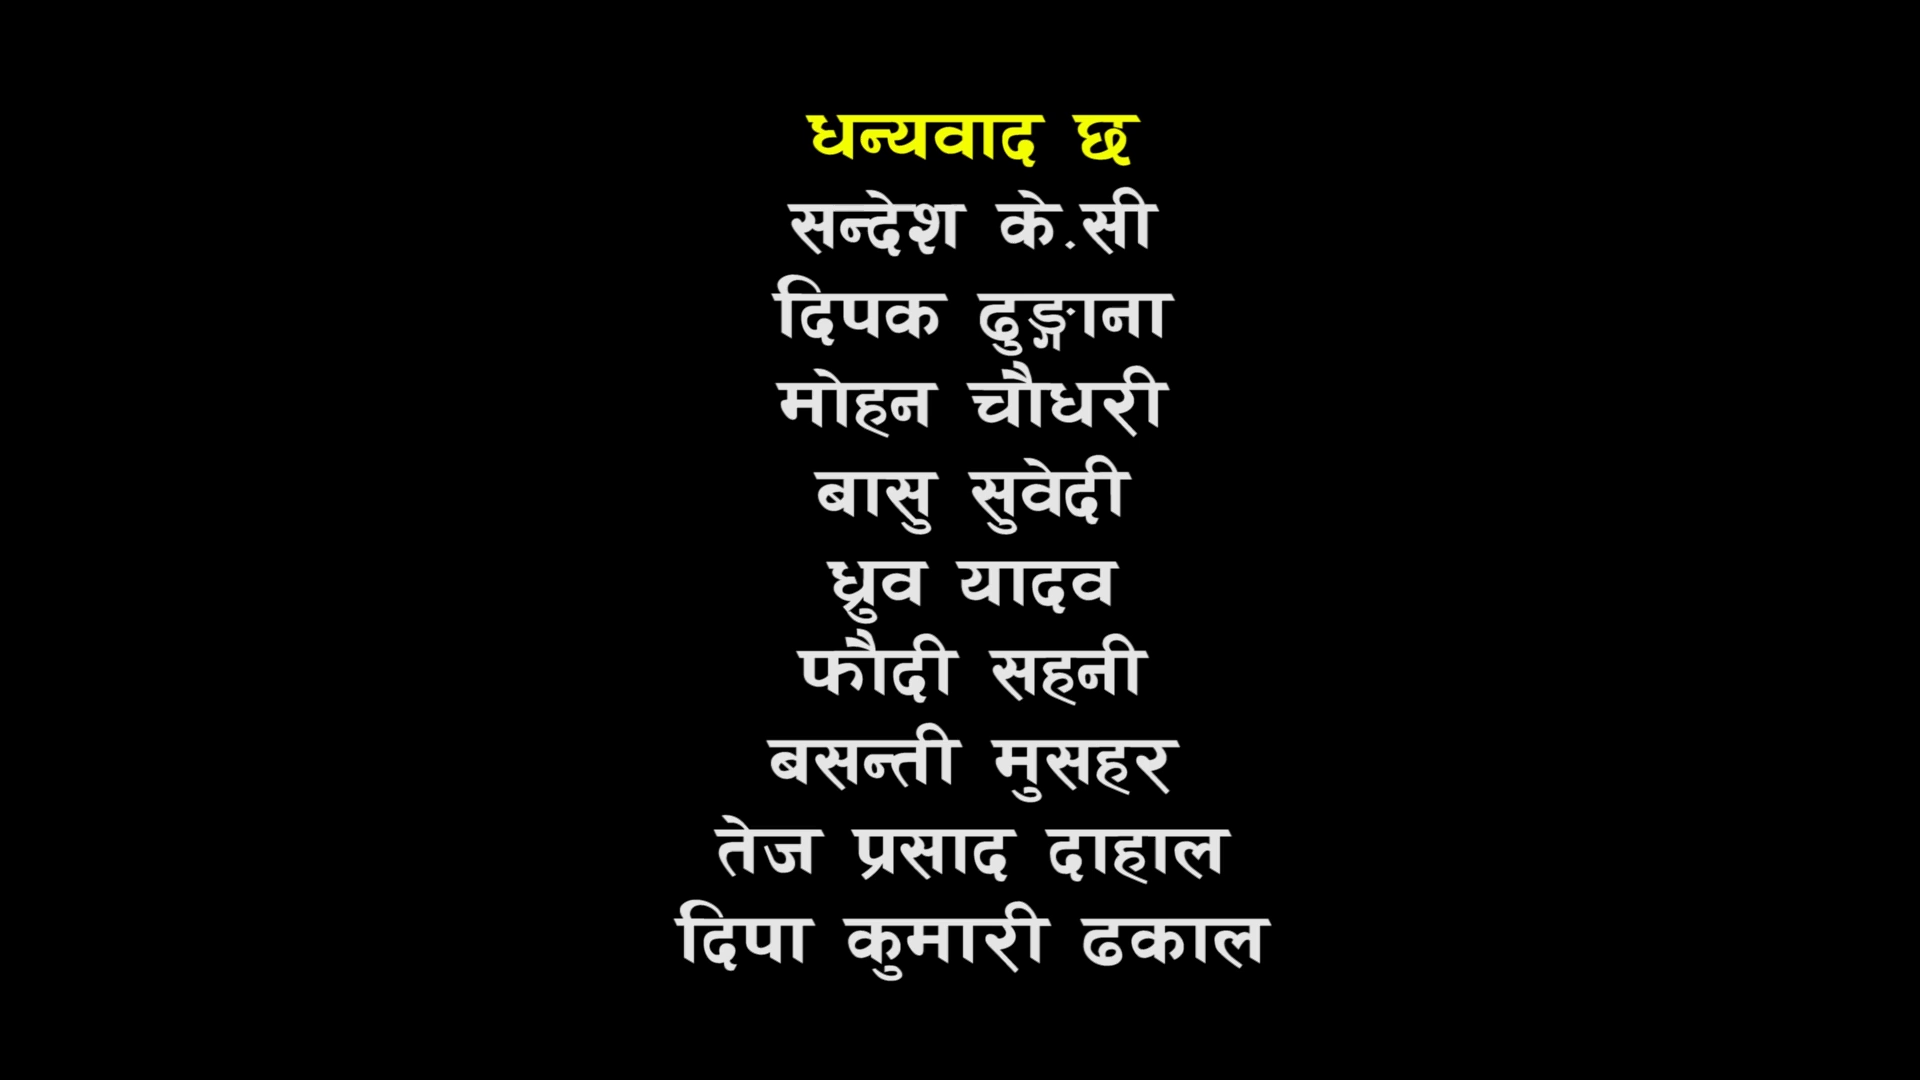 धन्यवाद छ
सन्देश के.सी
दिपक ढुङ्गाना
मोहन चौधरी
बासु सुवेदी
ध्रुव यादव
फौदी सहनी
बसन्ती मुसहर
तेज प्रसाद दाहाल
दिपा कुमारी ढकाल